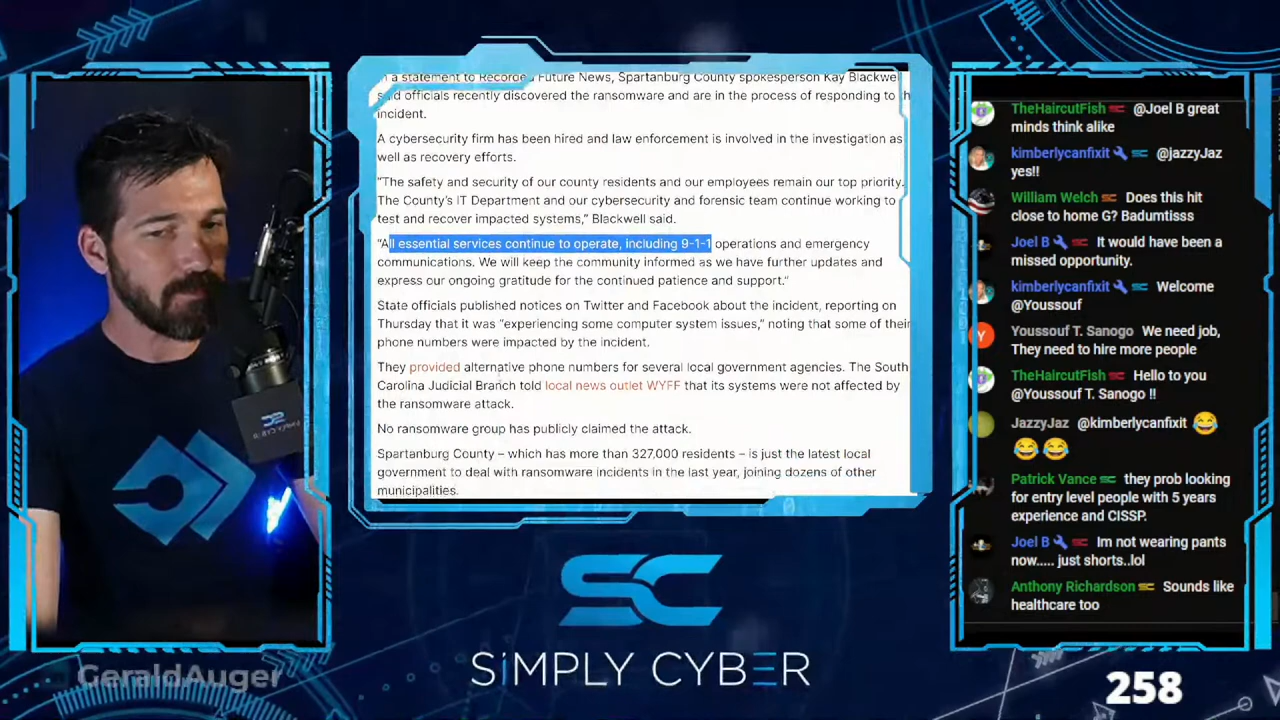 a statement to Recorded Future News, Spartanburg County spokesperson Kay Blackwel
said officials recently discovered the ransomware and are in the process of responding to th
incident.
A cybersecurity firm has been hired and law enforcement is involved in the investigation as
well as recovery efforts.
“The safety and security of our county residents and our employees remain our top priority.
The County’s IT Department and our cybersecurity and forensic team continue working to
test and recover impacted systems,” Blackwell said.
“All essential services continue to operate, including 9-1-1 operations and emergency
communications. We will keep the community informed as we have further updates and
express our ongoing gratitude for the continued patience and support.”
State officials published notices on Twitter and Facebook about the incident, reporting on
Thursday that it was “experiencing some computer system issues,” noting that some of their
phone numbers were impacted by the incident.
They provided alternative phone numbers for several local government agencies. The South
Carolina Judicial Branch told local news outlet WYFF that its systems were not affected by
the ransomware attack.
No ransomware group has publicly claimed the attack.
Spartanburg County – which has more than 327,000 residents – is just the latest local
government to deal with ransomware incidents in the last year, joining dozens of other
municipalities.
TheHaircutFish SC @Joel B great
minds think alike
kimberlycanfixit SC @jazzyJaz
yes!!
William Welch SC Does this hit
close to home G? Badumtisss
Joel B SC It would have been a
missed opportunity.
kimberlycanfixit SC Welcome
@Youssouf
Y Youssouf T. Sanogo We need job,
They need to hire more people
TheHaircutFish SC Hello to you
@Youssouf T. Sanogo !!
JazzyJaz @kimberlycanfixit 😂
😂 😂
Patrick Vance SC they prob looking
for entry level people with 5 years
experience and CISSP.
Joel B SC Im not wearing pants
now..... just shorts..lol
Anthony Richardson SC Sounds like
healthcare too
SC
SIMPLY CYBER
GeraldAuger
258